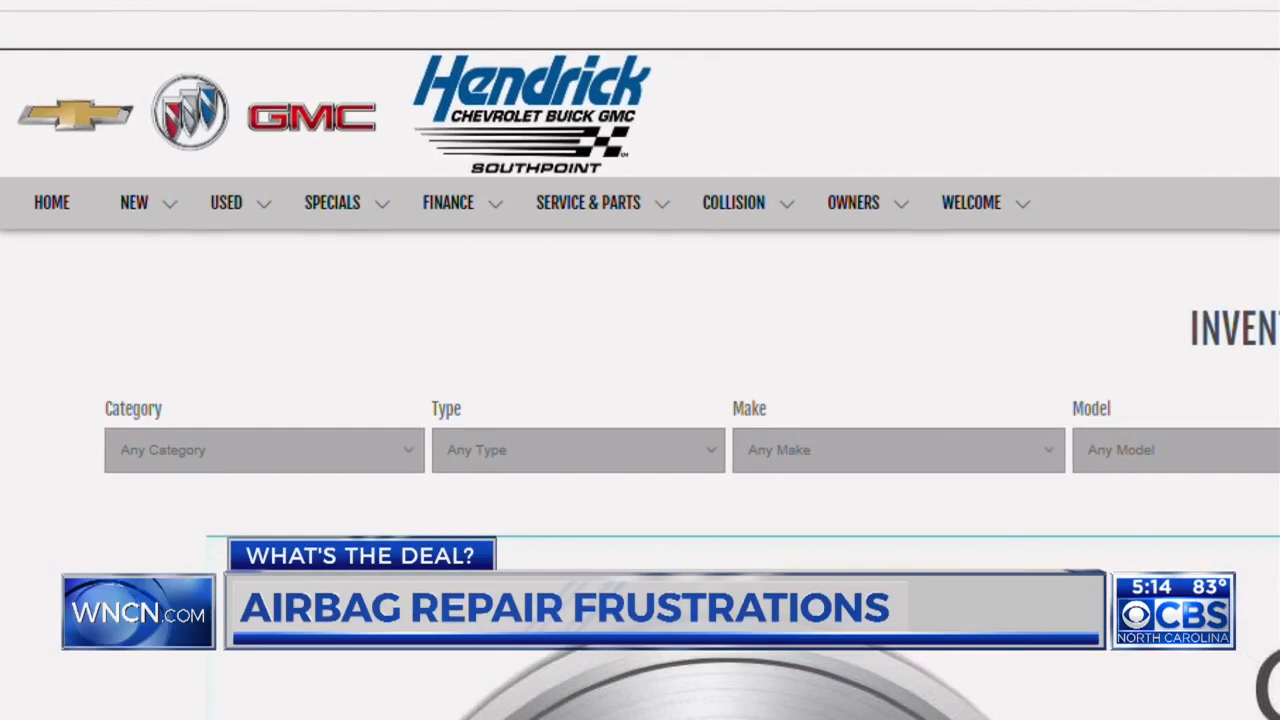 GMC
Hendrick
CHEVROLET BUICK GMC
SOUTHPOINT
HOME NEW USED SPECIALS FINANCE SERVICE & PARTS COLLISION OWNERS WELCOME
INVEN
Category Type Make Model
Any Category Any Type Any Make Any Model
WHAT'S THE DEAL?
WNCN.COM
AIRBAG REPAIR FRUSTRATIONS
5:14 83°
CBS
NORTH CAROLINA